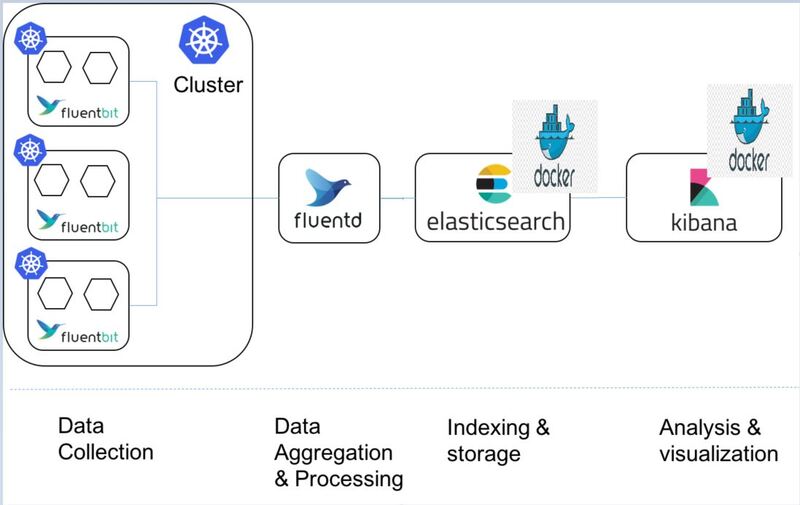 Cluster
fluentbit
fluentbit
fluentbit
fluentd
elasticsearch
docker
kibana
docker
Data
Collection
Data
Aggregation
& Processing
Indexing &
storage
Analysis &
visualization